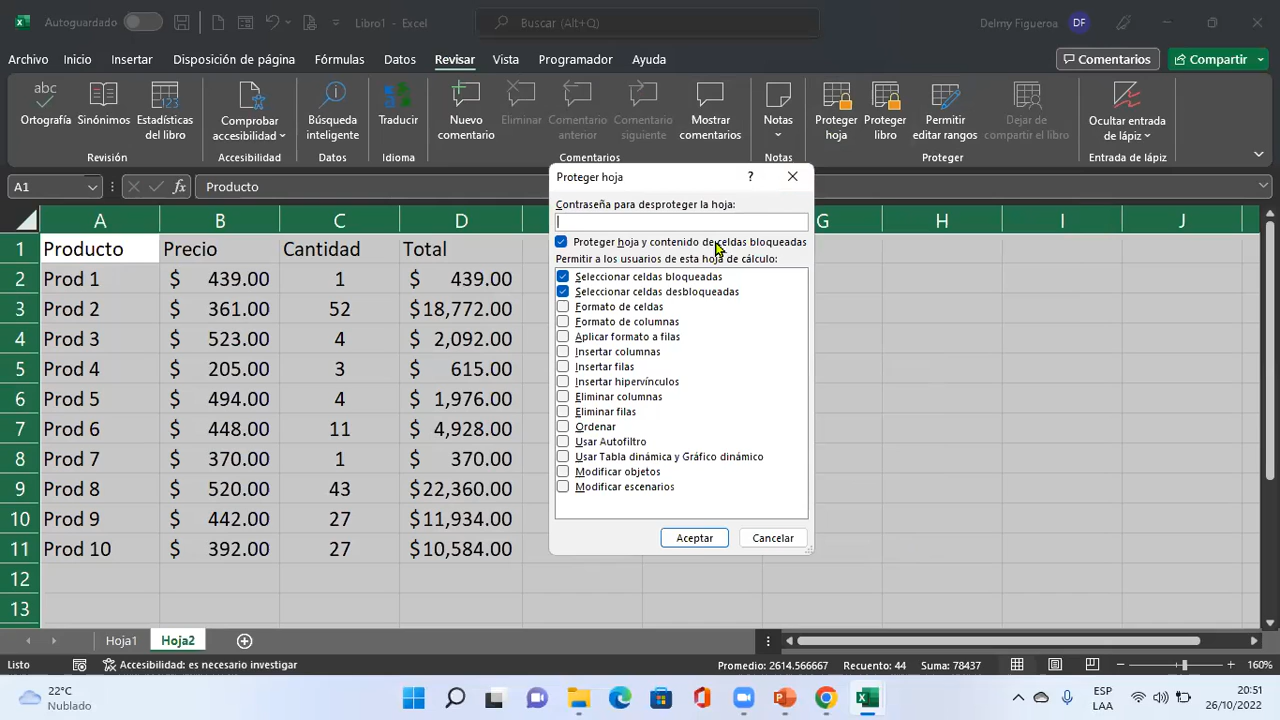 Autoguardado
Libro1 - Excel
Buscar (Alt+Q)
Delmy Figueroa
DF
Archivo Inicio Insertar Disposición de página Fórmulas Datos Revisar Vista Programador Ayuda
Comentarios
Compartir
abc
Ortografía
Sinónimos
123
Estadísticas del libro
Comprobar accesibilidad
Búsqueda inteligente
Traducir
Nuevo comentario
Eliminar
Comentario anterior
Comentario siguiente
Mostrar comentarios
Notas
Proteger hoja
Proteger libro
Permitir editar rangos
Dejar de compartir el libro
Ocultar entrada de lápiz
Revisión
Accesibilidad
Datos
Idioma
Comentarios
Notas
Proteger
Entrada de lápiz
A1
fx
Producto
A B C D G H I J
1 Producto Precio Cantidad Total
2 Prod 1 $ 439.00 1 $ 439.00
3 Prod 2 $ 361.00 52 $18,772.00
4 Prod 3 $ 523.00 4 $ 2,092.00
5 Prod 4 $ 205.00 3 $ 615.00
6 Prod 5 $ 494.00 4 $ 1,976.00
7 Prod 6 $ 448.00 11 $ 4,928.00
8 Prod 7 $ 370.00 1 $ 370.00
9 Prod 8 $ 520.00 43 $22,360.00
10 Prod 9 $ 442.00 27 $11,934.00
11 Prod 10 $ 392.00 27 $10,584.00
12
13
Proteger hoja
?
Contraseña para desproteger la hoja:
Proteger hoja y contenido de celdas bloqueadas
Permitir a los usuarios de esta hoja de cálculo:
Seleccionar celdas bloqueadas
Seleccionar celdas desbloqueadas
Formato de celdas
Formato de columnas
Aplicar formato a filas
Insertar columnas
Insertar filas
Insertar hipervínculos
Eliminar columnas
Eliminar filas
Ordenar
Usar Autofiltro
Usar Tabla dinámica y Gráfico dinámico
Modificar objetos
Modificar escenarios
Aceptar
Cancelar
Hoja1 Hoja2
Listo
Accesibilidad: es necesario investigar
Promedio: 2614.566667 Recuento: 44 Suma: 78437
160%
22°C
Nublado
ESP
LAA
20:51
26/10/2022